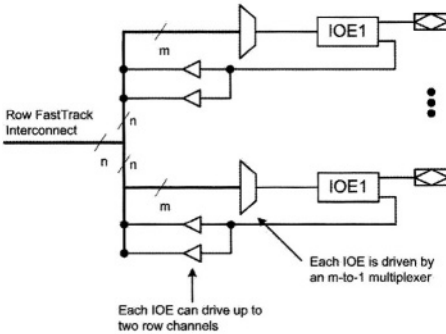 IOE1
m
Row FastTrack
Interconnect
n
n
n
IOE1
m
Each IOE is driven by
an m-to-1 multiplexer
Each IOE can drive up to
two row channels